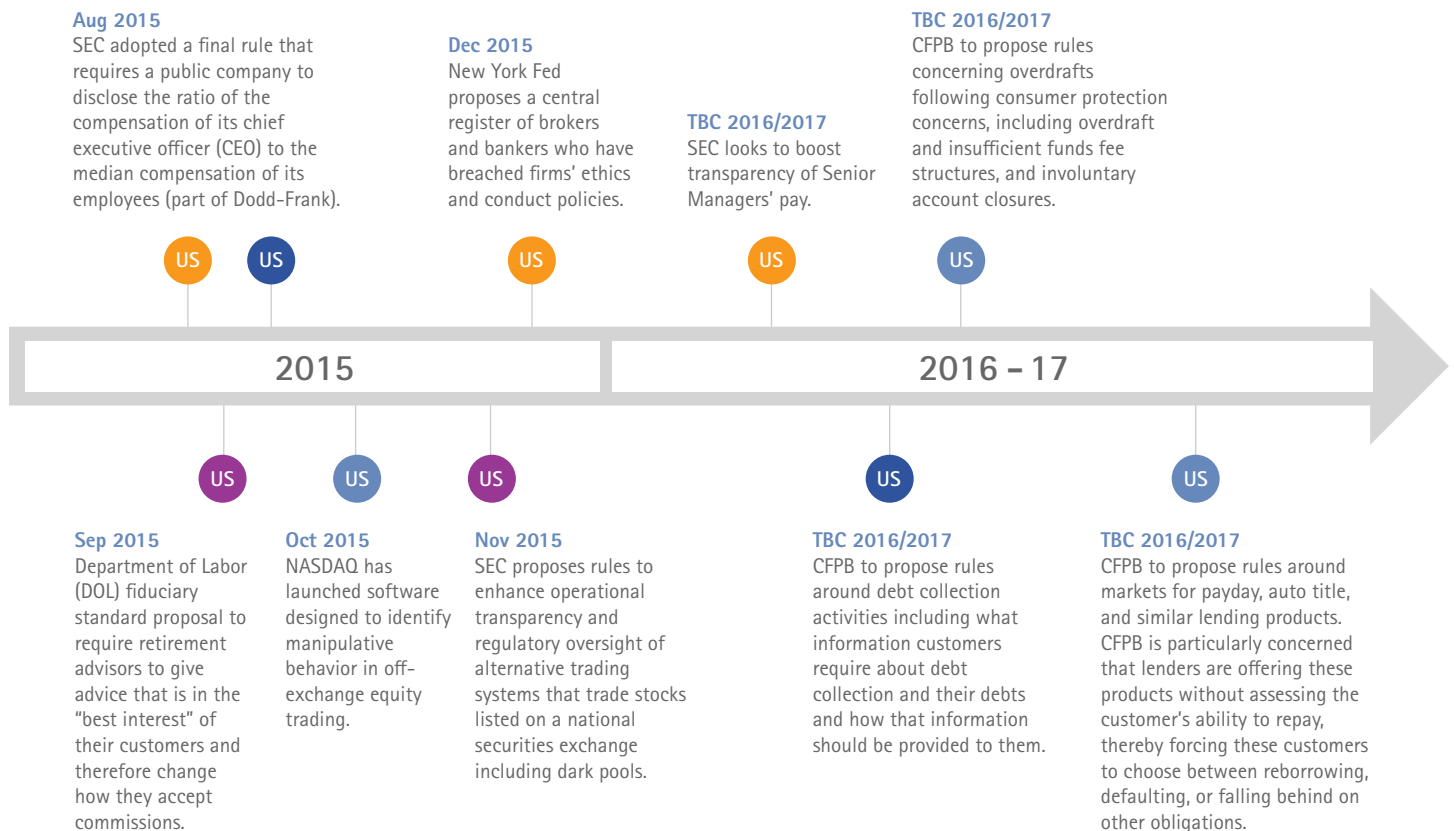 Aug 2015
SEC adopted a final rule that
requires a public company to
disclose the ratio of the
compensation of its chief
executive officer (CEO) to the
median compensation of its
employees (part of Dodd-Frank).
Dec 2015
New York Fed
proposes a central
register of brokers
and bankers who have
breached firms’ ethics
and conduct policies.
TBC 2016/2017
SEC looks to boost
transparency of Senior
Managers’ pay.
TBC 2016/2017
CFPB to propose rules
concerning overdrafts
following consumer protection
concerns, including overdraft
and insufficient funds fee
structures, and involuntary
account closures.
US
US
US
US
US
2015
2016 – 17
US
US
US
US
US
Sep 2015
Department of Labor
(DOL) fiduciary
standard proposal to
require retirement
advisors to give
advice that is in the
“best interest” of
their customers and
therefore change
how they accept
commissions.
Oct 2015
NASDAQ has
launched software
designed to identify
manipulative
behavior in off-
exchange equity
trading.
Nov 2015
SEC proposes rules to
enhance operational
transparency and
regulatory oversight of
alternative trading
systems that trade stocks
listed on a national
securities exchange
including dark pools.
TBC 2016/2017
CFPB to propose rules
around debt collection
activities including what
information customers
require about debt
collection and their debts
and how that information
should be provided to them.
TBC 2016/2017
CFPB to propose rules around
markets for payday, auto title,
and similar lending products.
CFPB is particularly concerned
that lenders are offering these
products without assessing the
customer’s ability to repay,
thereby forcing these customers
to choose between reborrowing,
defaulting, or falling behind on
other obligations.